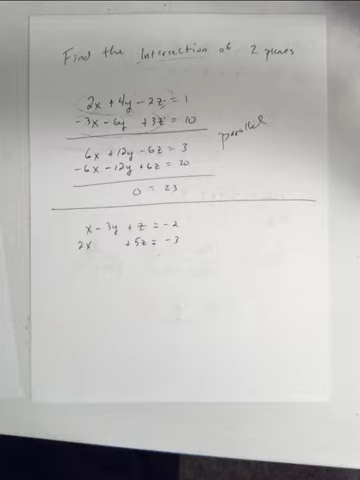 Find the Intersection of 2 planes
2x + 4y - 2z = 1
-3x - 6y + 3z = 10
parallel
6x + 12y - 6z = 3
-6x - 12y + 6z = 20
0 = 23
x - 3y + z = -2
2x + 5z = -3